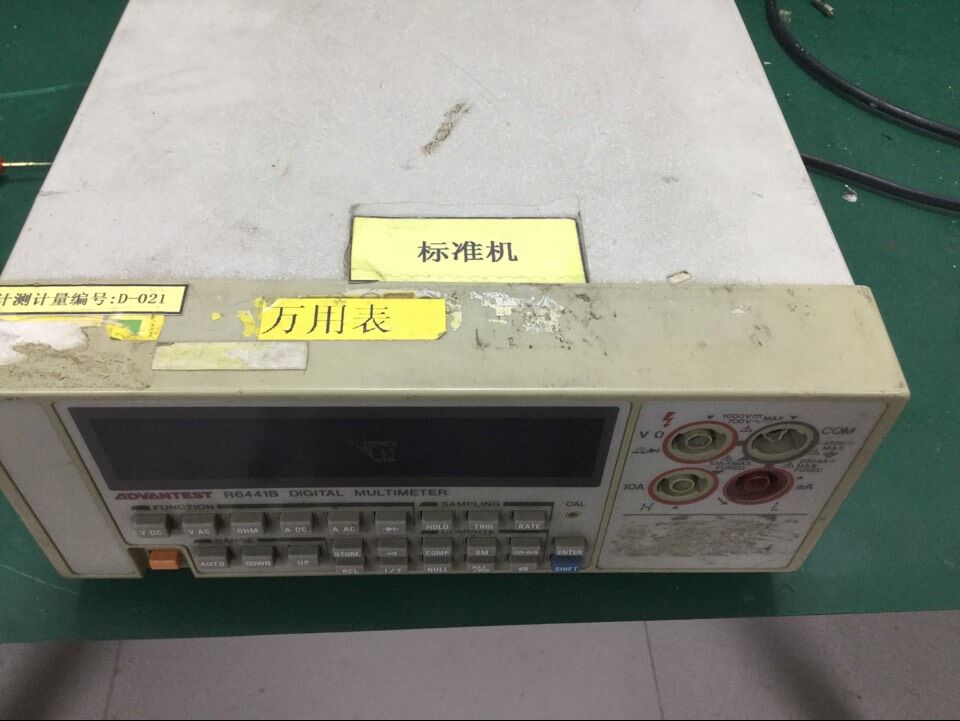 标准机
计测计量编号:D-021
万用表
1000V⎓ MAX
700V~
V Ω
COM
ADVANTEST R6441B DIGITAL MULTIMETER
FUNCTION
SAMPLING
CAL
10A
mA
V DC V AC OHM A DC A AC HOLD TRIG RATE
H L
AUTO DOWN UP STORE COMP SM ENTER
RCL NULL dB SHIFT